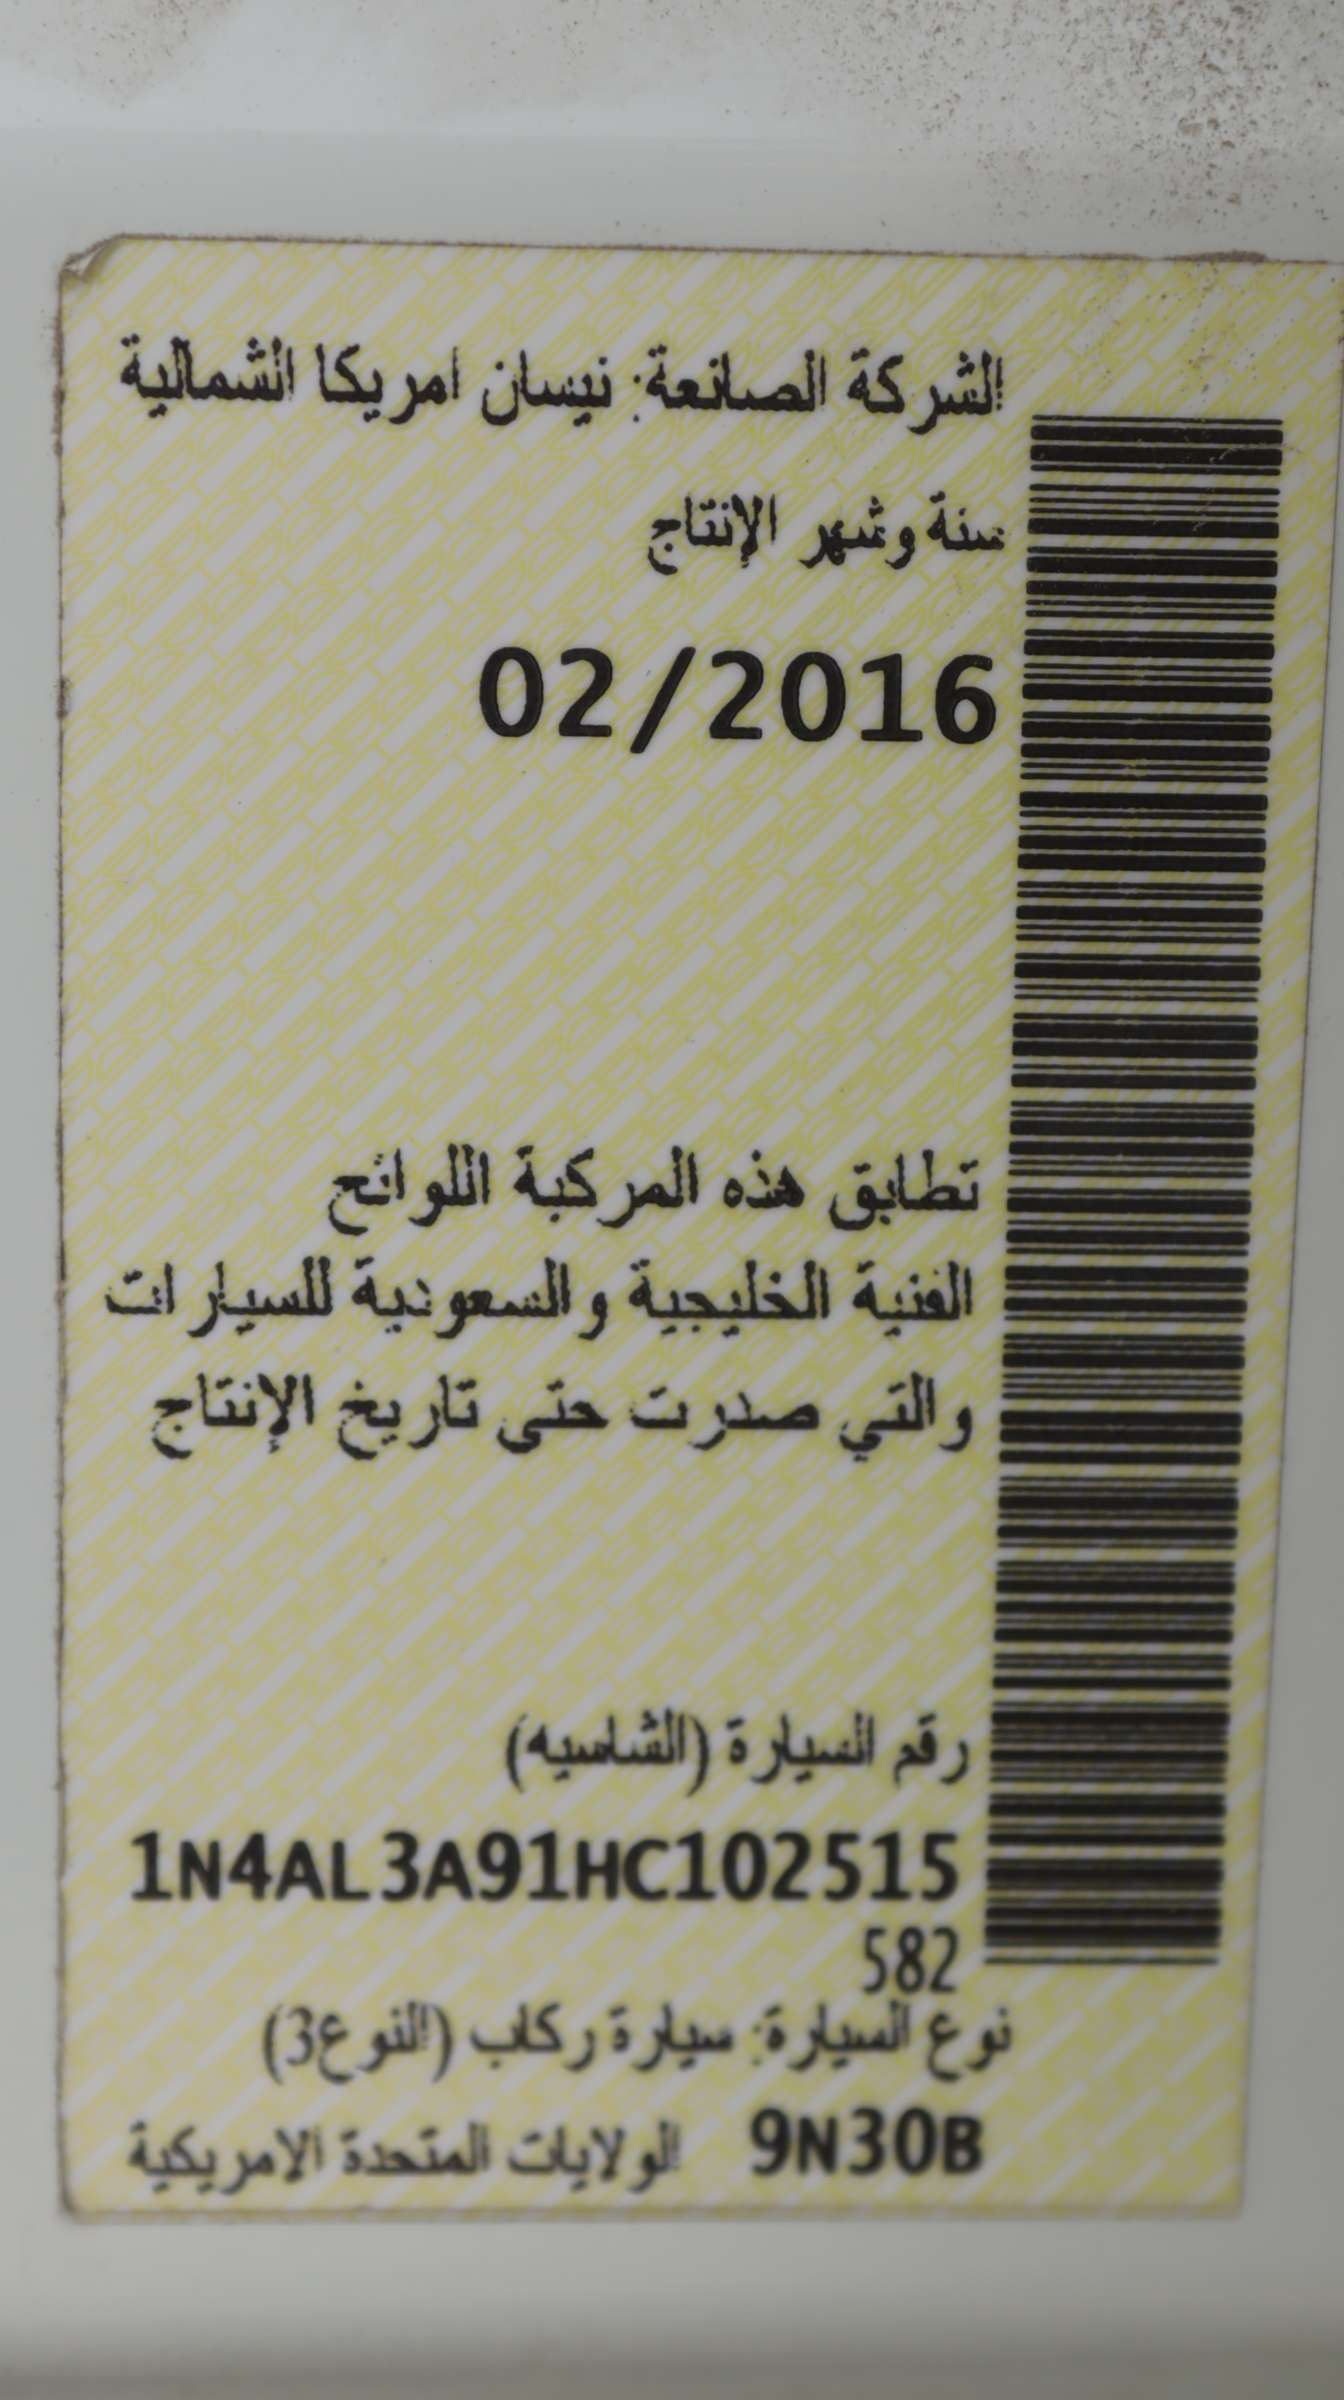 الشركة الصانعة: نيسان امريكا الشمالية
سنة وشهر الإنتاج
02/2016
تطابق هذه المركبة اللوائح
الفنية الخليجية والسعودية للسيارات
والتي صدرت حتى تاريخ الإنتاج
رقم السيارة (الشاسيه)
1N4AL3A91HC102515
582
نوع السيارة: سيارة ركاب (النوع3)
9N30B الولايات المتحدة الامريكية